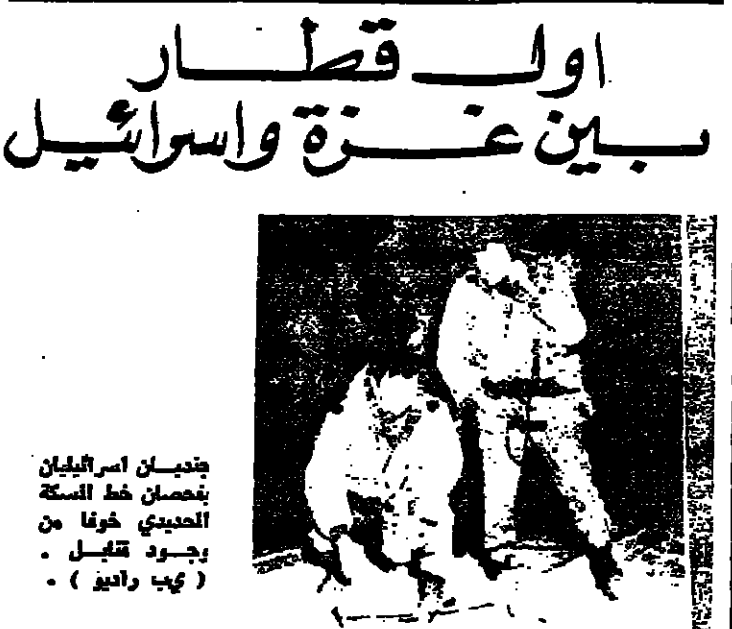 اول قطار
بين غزة واسرائيل
جنديان اسرائيليان
يفحصان خط السكة
الحديدي خوفا من
وجود قنابل .
( يب راديو ) .